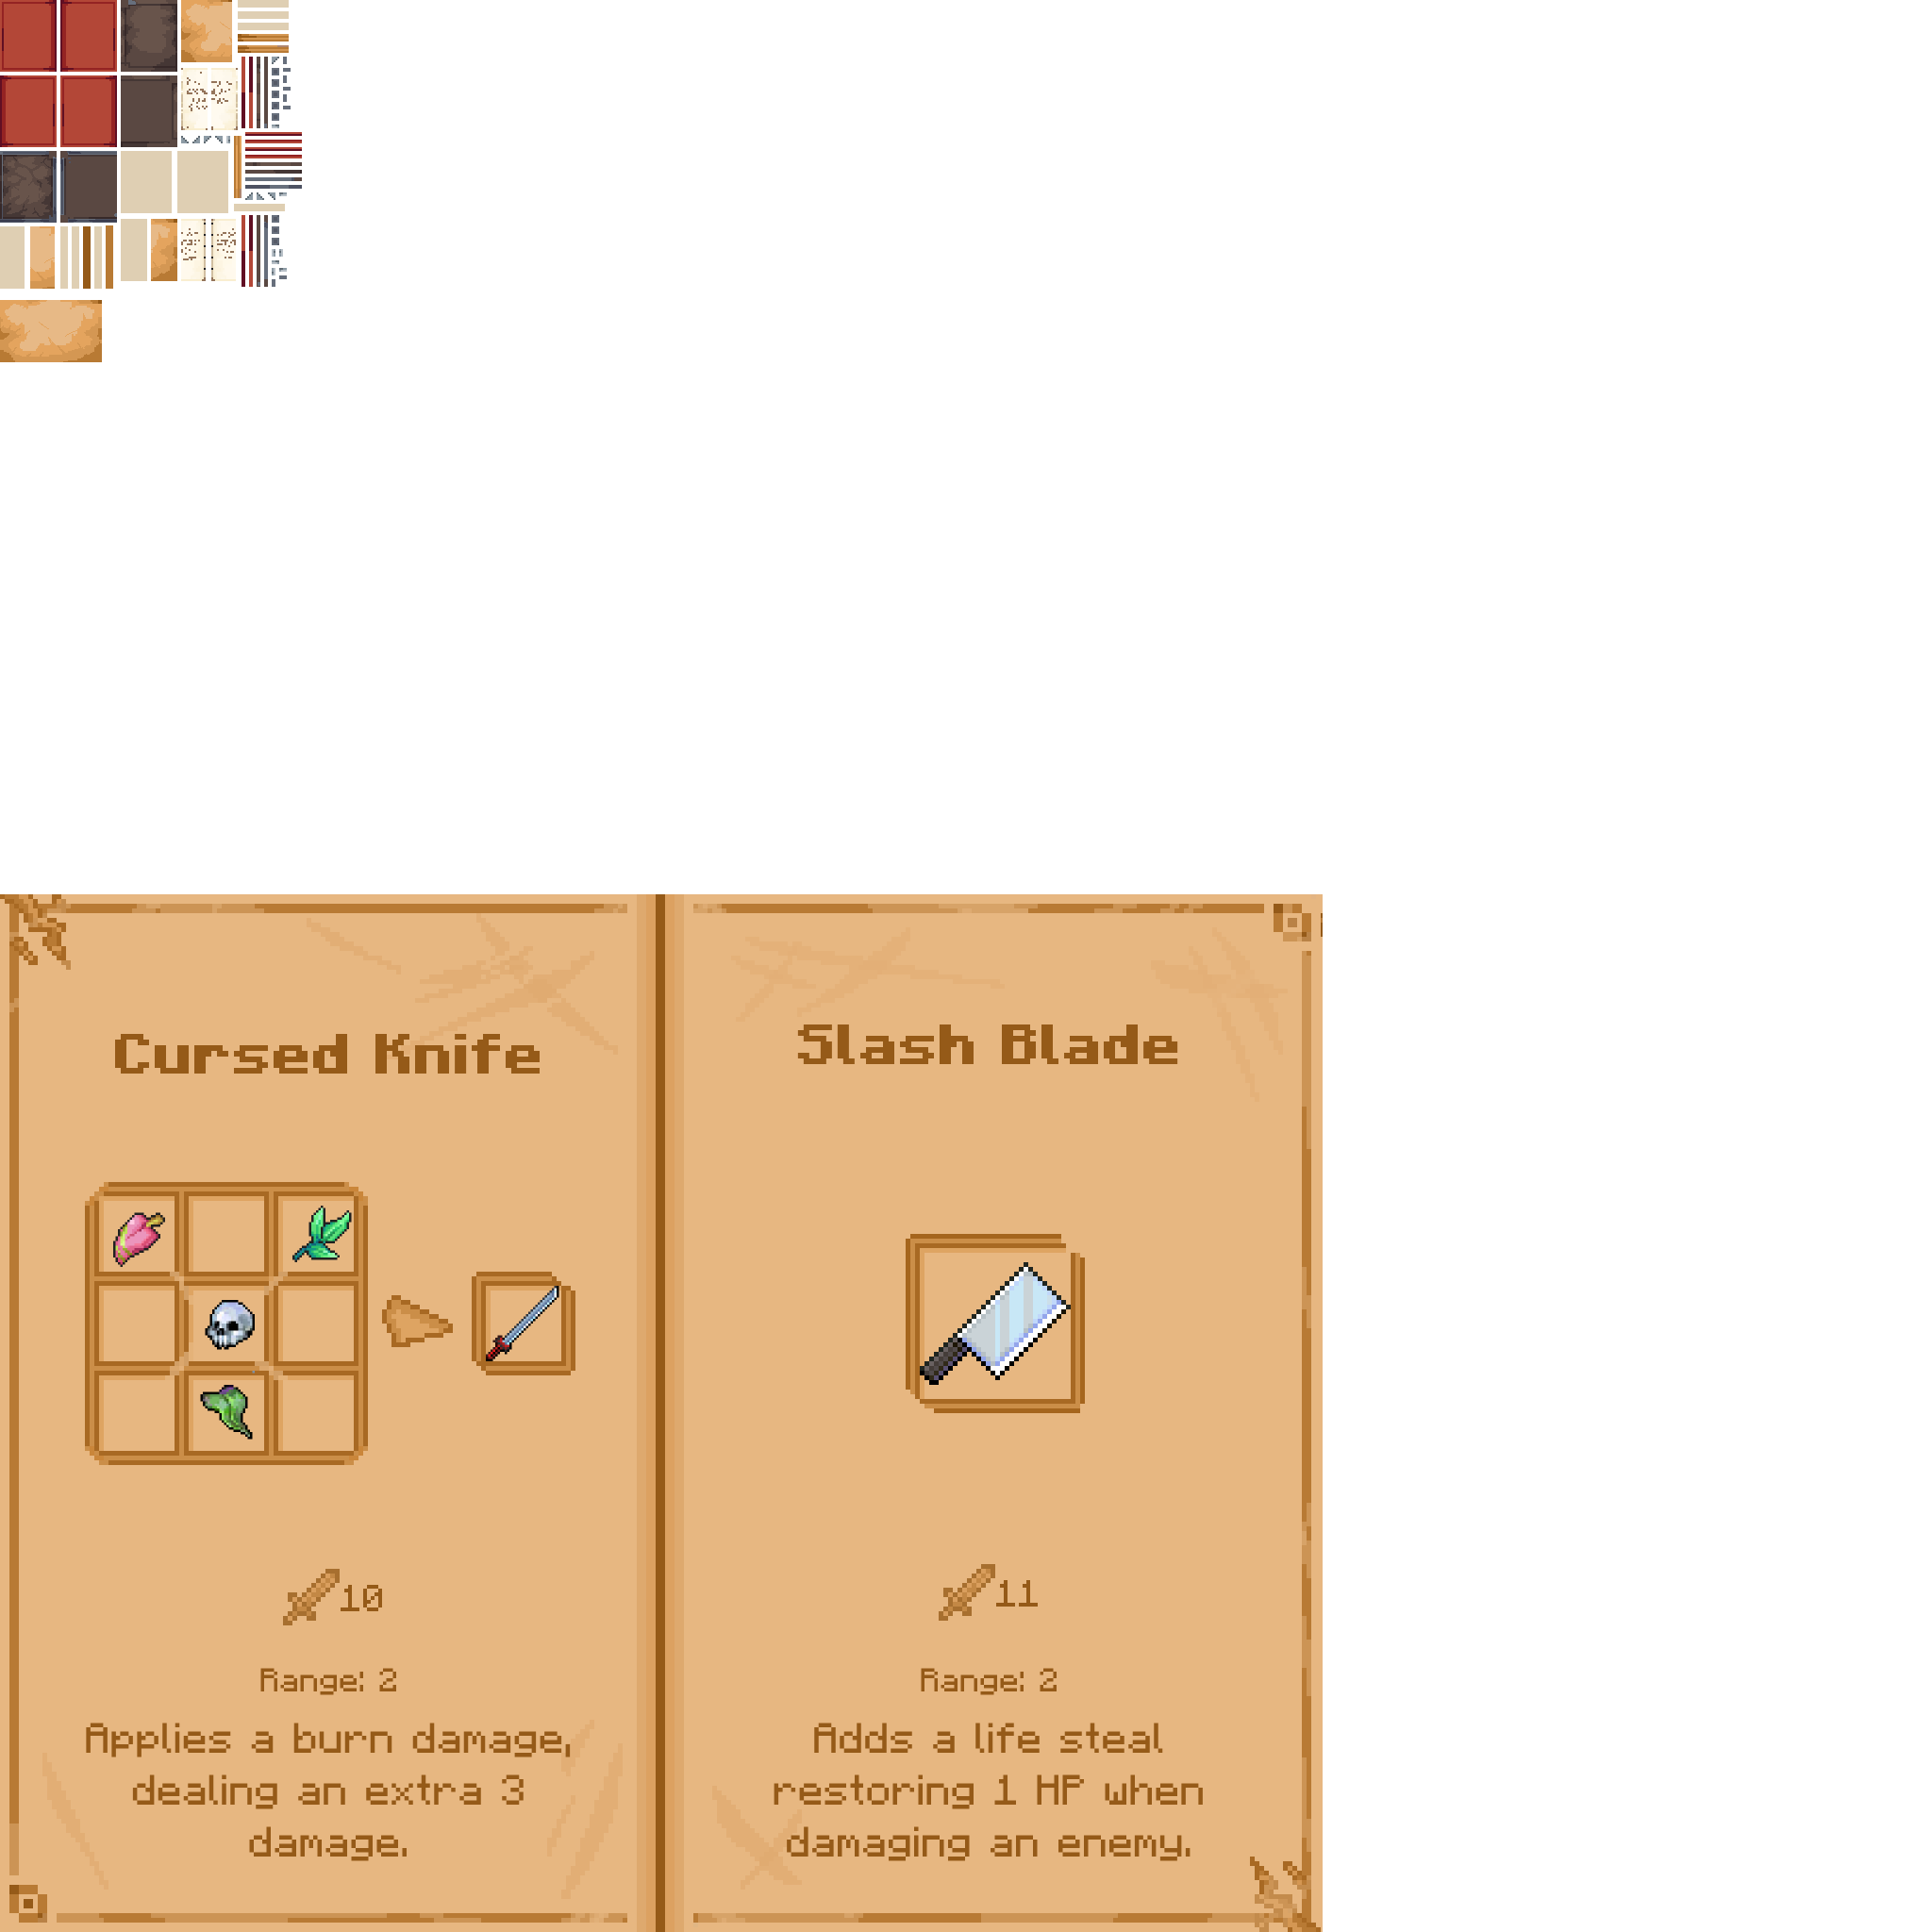 Cursed Knife
10
Range: 2
Applies a burn damage,
dealing an extra 3
damage.
Slash Blade
11
Range: 2
Adds a life steal
restoring 1 HP when
damaging an enemy.